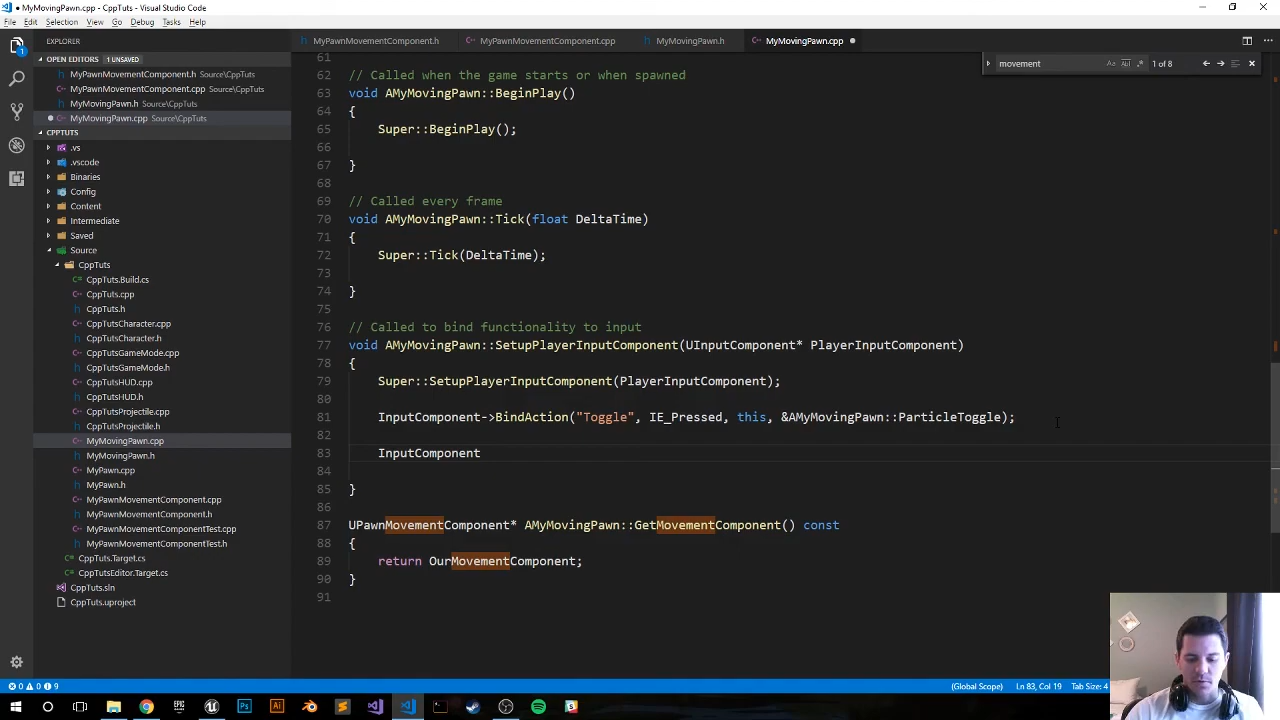 MyMovingPawn.cpp - CppTuts - Visual Studio Code
File Edit Selection View Go Debug Tasks Help
EXPLORER
MyPawnMovementComponent.h MyPawnMovementComponent.cpp MyMovingPawn.h MyMovingPawn.cpp
movement 1 of 8
OPEN EDITORS 1 UNSAVED
MyPawnMovementComponent.h Source\CppTuts
MyPawnMovementComponent.cpp Source\CppTuts
MyMovingPawn.h Source\CppTuts
MyMovingPawn.cpp Source\CppTuts
CPPTUTS
.vs
.vscode
Binaries
Config
Content
Intermediate
Saved
Source
CppTuts
CppTuts.Build.cs
CppTuts.cpp
CppTuts.h
CppTutsCharacter.cpp
CppTutsCharacter.h
CppTutsGameMode.cpp
CppTutsGameMode.h
CppTutsHUD.cpp
CppTutsHUD.h
CppTutsProjectile.cpp
CppTutsProjectile.h
MyMovingPawn.cpp
MyMovingPawn.h
MyPawn.cpp
MyPawn.h
MyPawnMovementComponent.cpp
MyPawnMovementComponent.h
MyPawnMovementComponentTest.cpp
MyPawnMovementComponentTest.h
CppTuts.Target.cs
CppTutsEditor.Target.cs
CppTuts.sln
CppTuts.uproject
61
62 // Called when the game starts or when spawned
63 void AMyMovingPawn::BeginPlay()
64 {
65 Super::BeginPlay();
66
67 }
68
69 // Called every frame
70 void AMyMovingPawn::Tick(float DeltaTime)
71 {
72 Super::Tick(DeltaTime);
73
74 }
75
76 // Called to bind functionality to input
77 void AMyMovingPawn::SetupPlayerInputComponent(UInputComponent* PlayerInputComponent)
78 {
79 Super::SetupPlayerInputComponent(PlayerInputComponent);
80
81 InputComponent->BindAction("Toggle", IE_Pressed, this, &AMyMovingPawn::ParticleToggle);
82
83 InputComponent
84
85 }
86
87 UPawnMovementComponent* AMyMovingPawn::GetMovementComponent() const
88 {
89 return OurMovementComponent;
90 }
91
0 0 9 (Global Scope) Ln 83, Col 19 Tab Size: 4